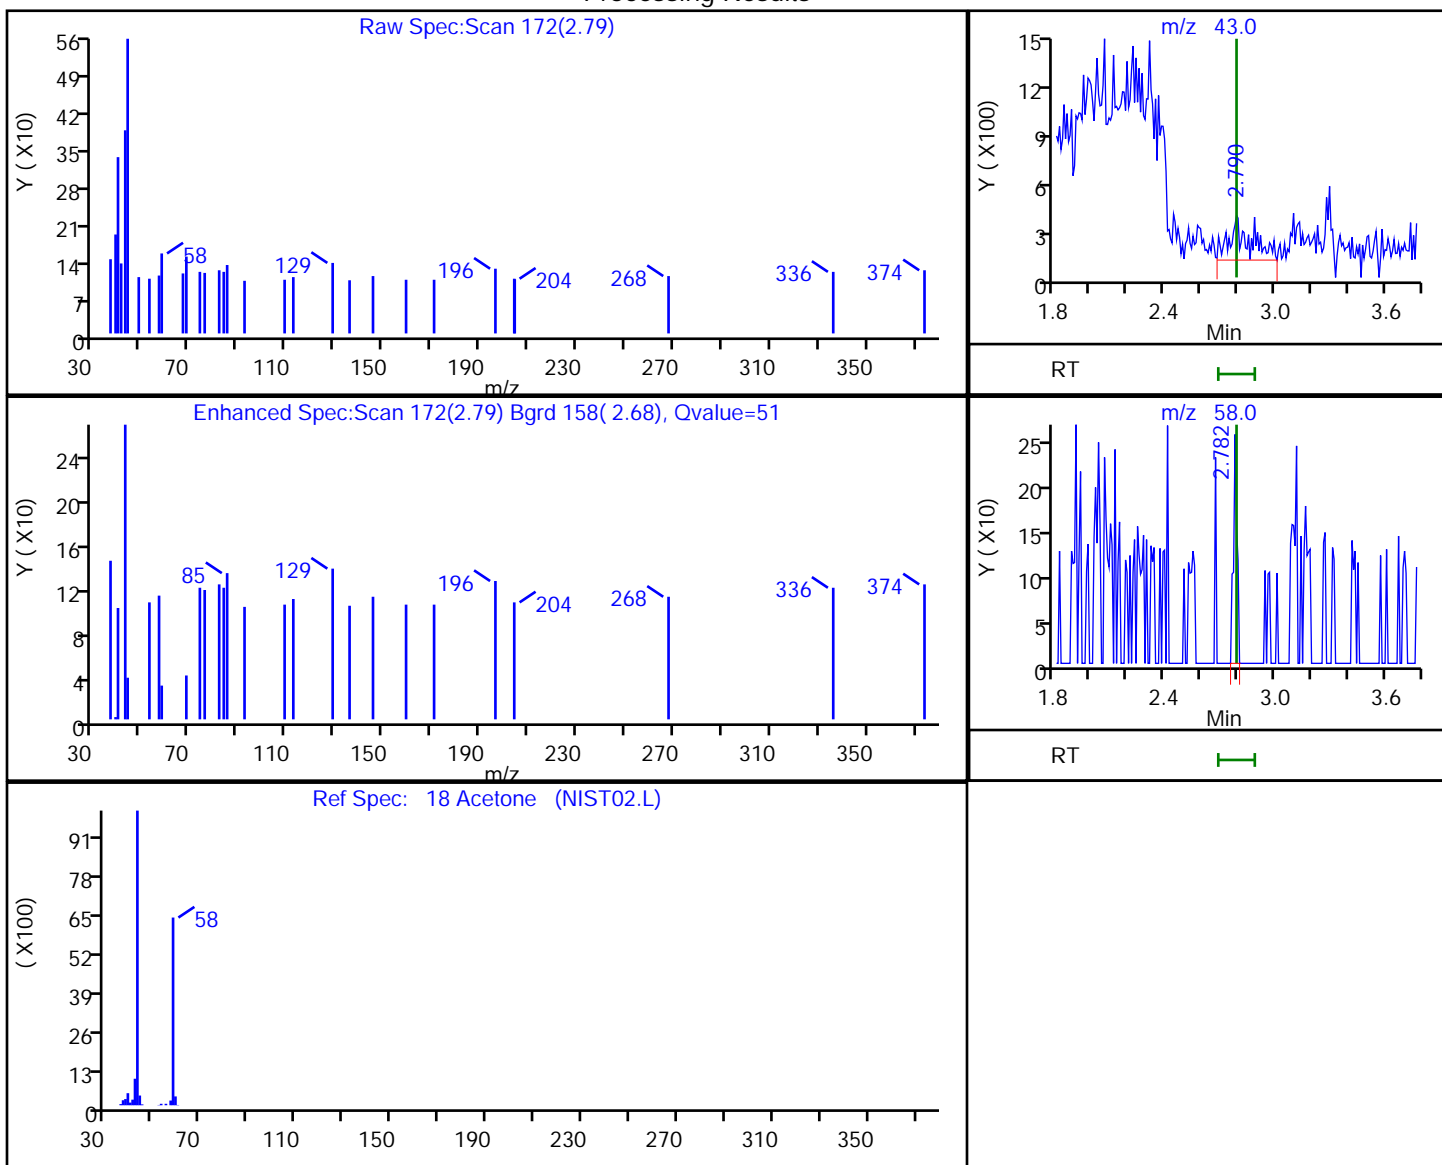 Processing Results
Raw Spec:Scan 172(2.79)
Y ( X10)
56
49
42
35
28
21
14
7
0
58
129
196
204
268
336
374
30 70 110 150 190 230 270 310 350
m/z
m/z 43.0
Y ( X100)
15
12
9
6
3
0
2.790
1.8 2.4 3.0 3.6
Min
RT
Enhanced Spec:Scan 172(2.79) Bgrd 158( 2.68), Qvalue=51
Y ( X10)
24
20
16
12
8
4
0
85
129
196
204
268
336
374
30 70 110 150 190 230 270 310 350
m/z
m/z 58.0
Y ( X10)
25
20
15
10
5
0
2.782
1.8 2.4 3.0 3.6
Min
RT
Ref Spec: 18 Acetone (NIST02.L)
( X100)
91
78
65
52
39
26
13
0
58
30 70 110 150 190 230 270 310 350